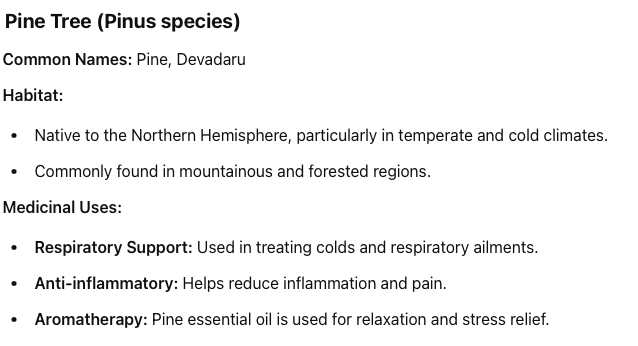 Pine Tree (Pinus species)
Common Names: Pine, Devadaru
Habitat:
• Native to the Northern Hemisphere, particularly in temperate and cold climates.
• Commonly found in mountainous and forested regions.
Medicinal Uses:
• Respiratory Support: Used in treating colds and respiratory ailments.
• Anti-inflammatory: Helps reduce inflammation and pain.
• Aromatherapy: Pine essential oil is used for relaxation and stress relief.